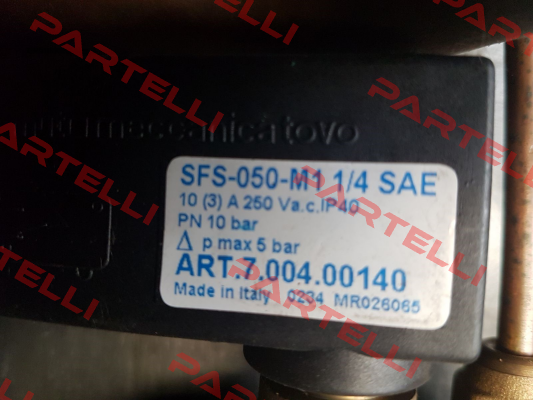 PARTELLI
PARTELLI
PARTELLI
meccanicatovo
SFS-050-M1 1/4 SAE
10 (3) A 250 Va.c.IP40
PN 10 bar
Δ p max 5 bar
ART.7.004.00140
Made in Italy 0234 MR026065
PARTELLI
PARTELLI
PARTELLI